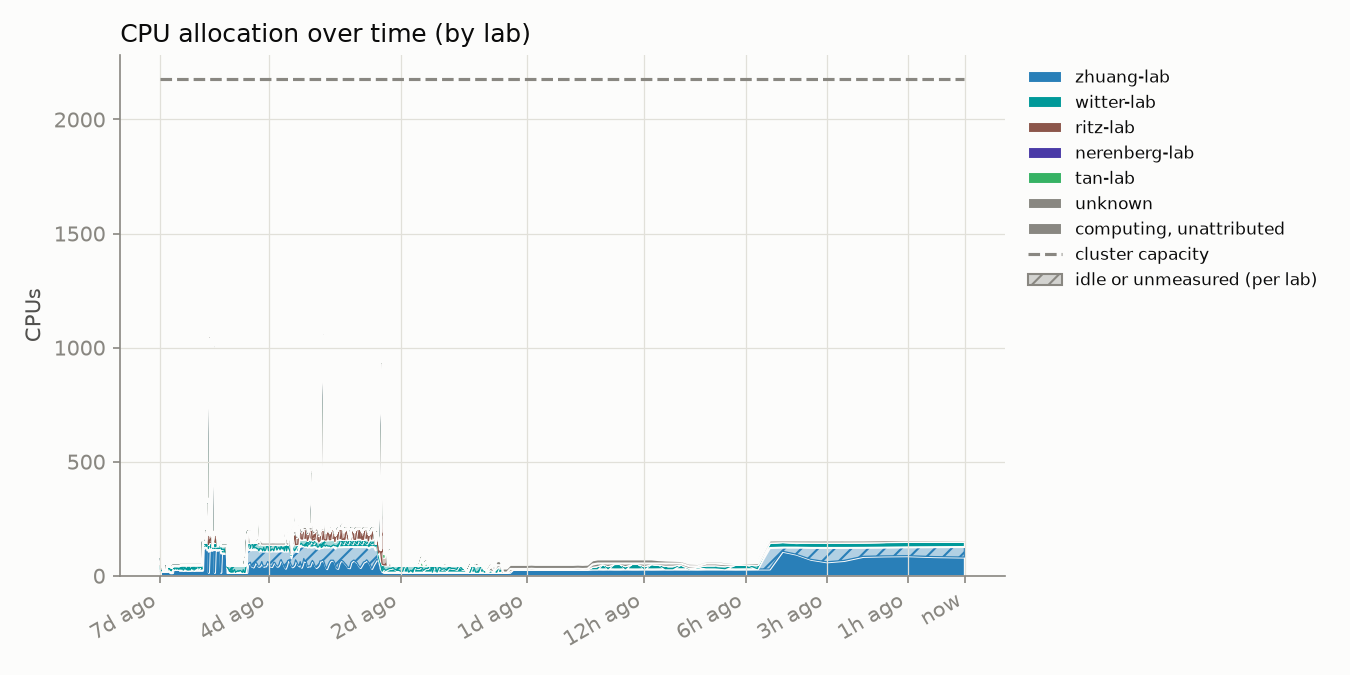 CPU allocation over time (by lab)
CPUs
2000
1500
1000
500
0
7d ago
4d ago
2d ago
1d ago
12h ago
6h ago
3h ago
1h ago
now
zhuang-lab
witter-lab
ritz-lab
nerenberg-lab
tan-lab
unknown
computing, unattributed
cluster capacity
idle or unmeasured (per lab)